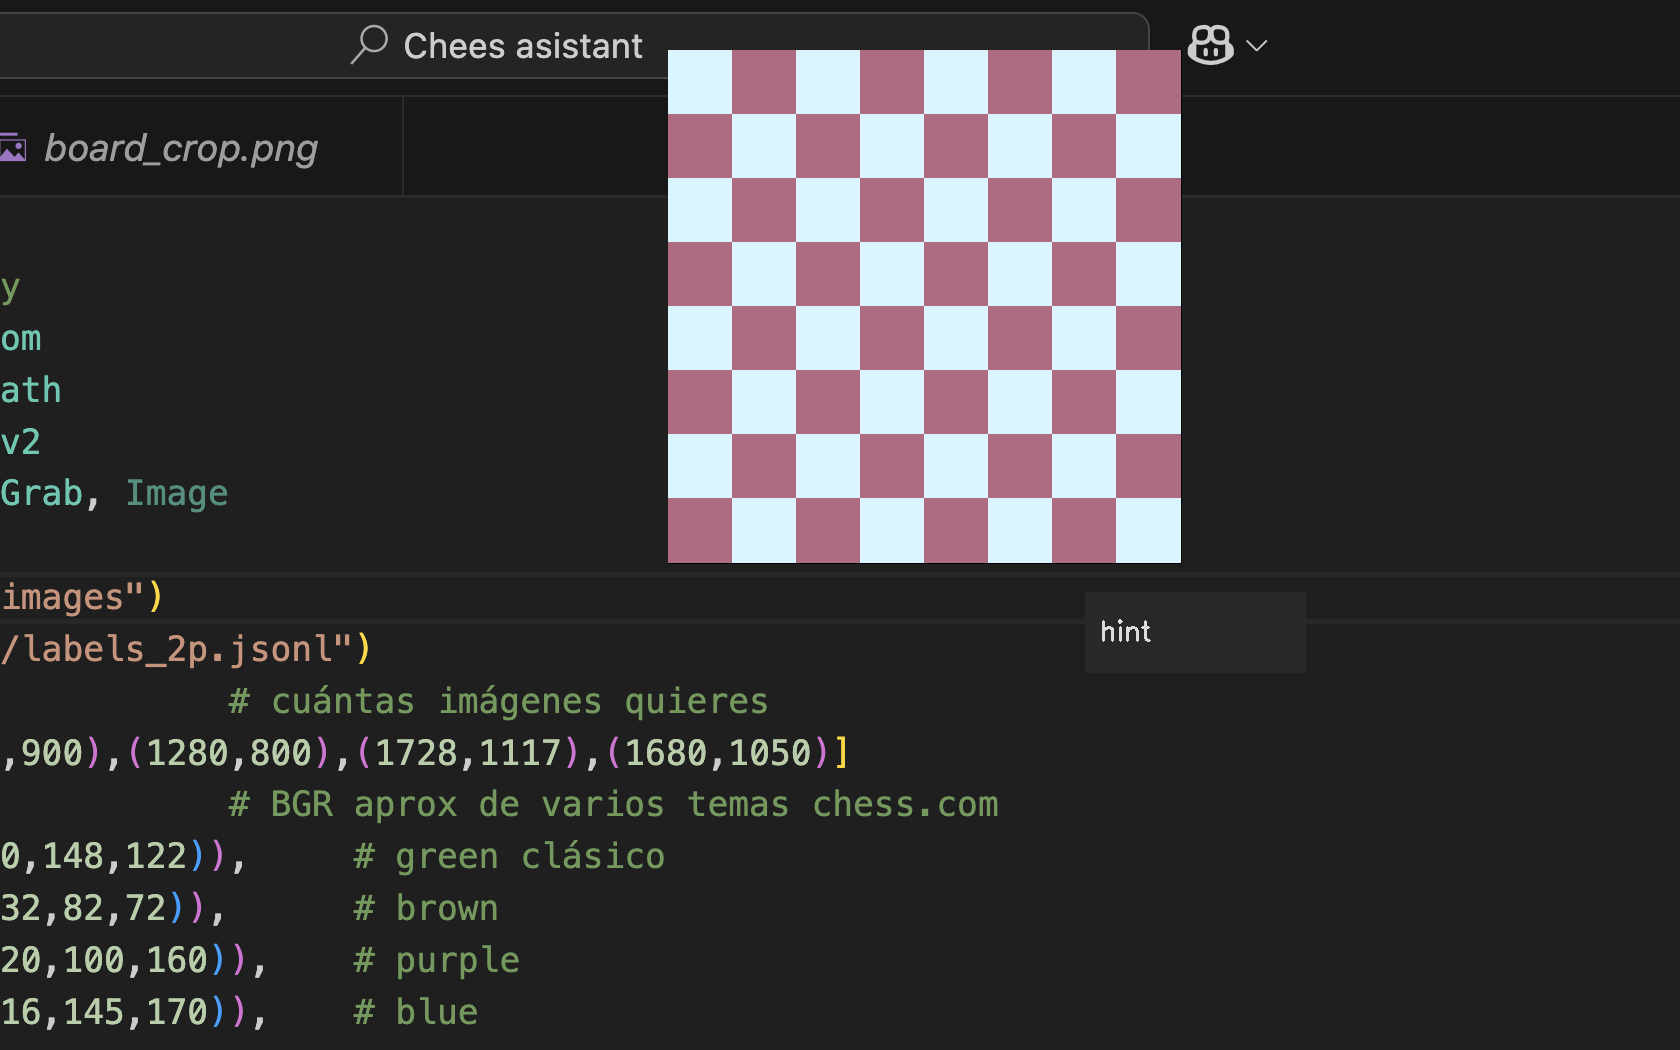 Chees asistant
board_crop.png
y
om
ath
v2
Grab, Image
images")
hint
/labels_2p.jsonl")
# cuántas imágenes quieres
,900),(1280,800),(1728,1117),(1680,1050)]
# BGR aprox de varios temas chess.com
0,148,122)), # green clásico
32,82,72)), # brown
20,100,160)), # purple
16,145,170)), # blue